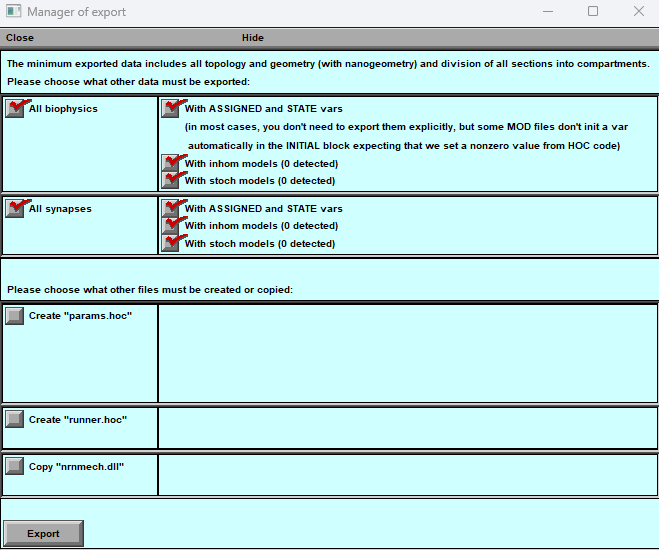 Manager of export
Close Hide
The minimum exported data includes all topology and geometry (with nanogeometry) and division of all sections into compartments.
Please choose what other data must be exported:
All biophysics
With ASSIGNED and STATE vars
(in most cases, you don't need to export them explicitly, but some MOD files don't init a var
automatically in the INITIAL block expecting that we set a nonzero value from HOC code)
With inhom models (0 detected)
With stoch models (0 detected)
All synapses
With ASSIGNED and STATE vars
With inhom models (0 detected)
With stoch models (0 detected)
Please choose what other files must be created or copied:
Create "params.hoc"
Create "runner.hoc"
Copy "nrnmech.dll"
Export